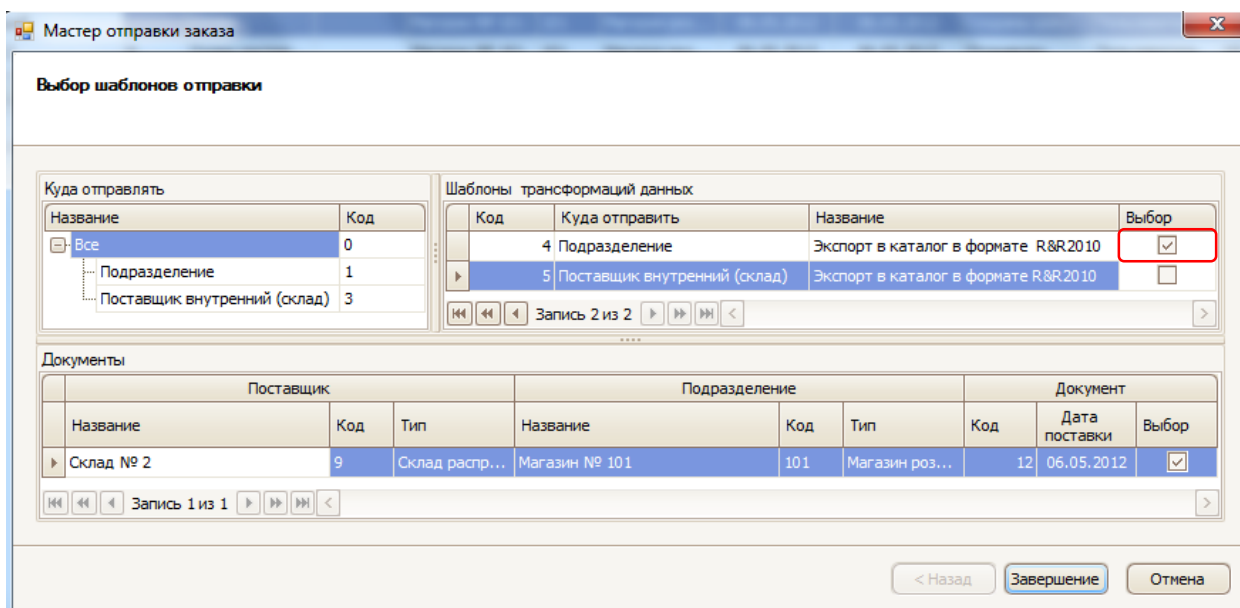 Мастер отправки заказа
X
Выбор шаблонов отправки
Куда отправлять
Название Код
Все 0
Подразделение 1
Поставщик внутренний (склад) 3
Шаблоны трансформаций данных
Код Куда отправить Название Выбор
4 Подразделение Экспорт в каталог в формате R&R2010
5 Поставщик внутренний (склад) Экспорт в каталог в формате R&R2010
Запись 2 из 2
Документы
Поставщик Подразделение Документ
Название Код Тип Название Код Тип Код Дата поставки Выбор
Склад № 2 9 Склад распр... Магазин № 101 101 Магазин роз... 12 06.05.2012
Запись 1 из 1
< Назад Завершение Отмена